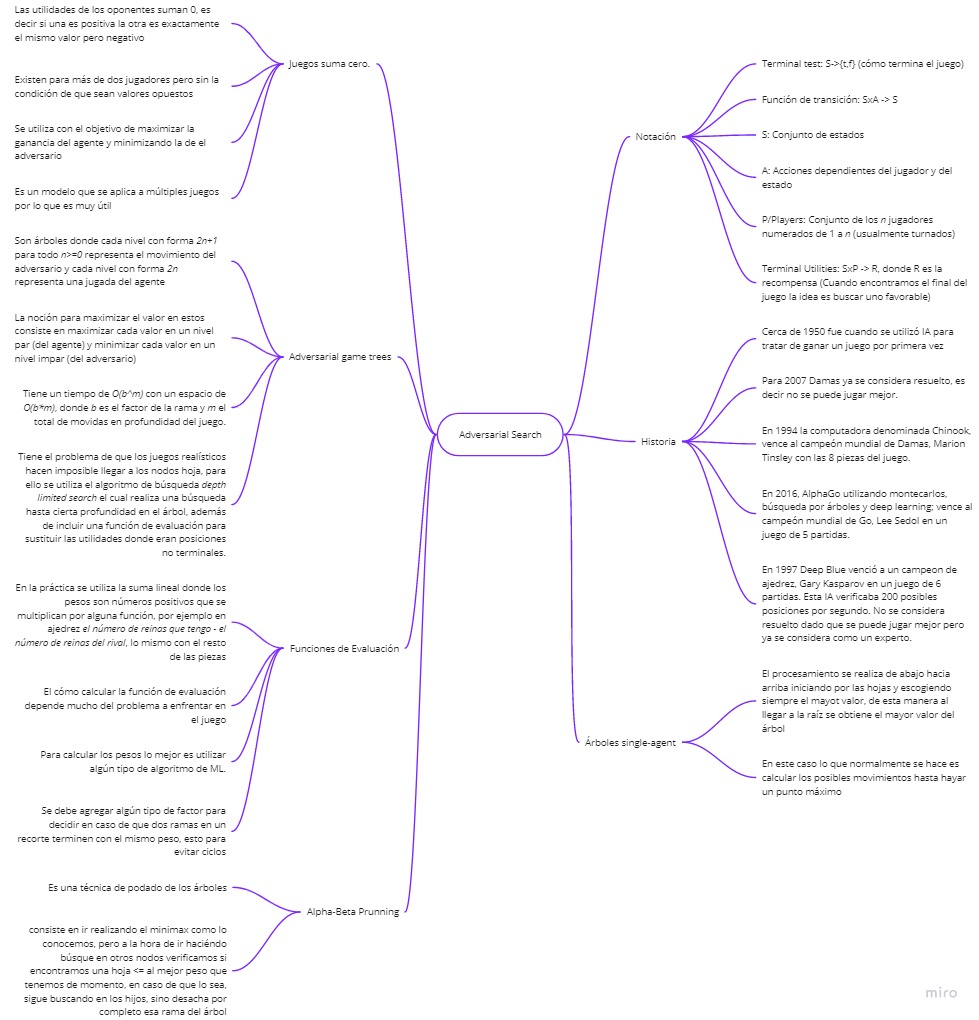 Adversarial Search
Juegos suma cero.
Las utilidades de los oponentes suman 0, es
decir si una es positiva la otra es exactamente
el mismo valor pero negativo
Existen para más de dos jugadores pero sin la
condición de que sean valores opuestos
Se utiliza con el objetivo de maximizar la
ganancia del agente y minimizando la de el
adversario
Es un modelo que se aplica a múltiples juegos
por lo que es muy útil
Adversarial game trees
Son árboles donde cada nivel con forma 2n+1
para todo n>=0 representa el movimiento del
adversario y cada nivel con forma 2n
representa una jugada del agente
La noción para maximizar el valor en estos
consiste en maximizar cada valor en un nivel
par (del agente) y minimizar cada valor en un
nivel impar (del adversario)
Tiene un tiempo de O(b^m) con un espacio de
O(b*m), donde b es el factor de la rama y m el
total de movidas en profundidad del juego.
Tiene el problema de que los juegos realísticos
hacen imposible llegar a los nodos hoja, para
ello se utiliza el algoritmo de búsqueda depth
limited search el cual realiza una búsqueda
hasta cierta profundidad en el árbol, además
de incluir una función de evaluación para
sustituir las utilidades donde eran posiciones
no terminales.
Funciones de Evaluación
En la práctica se utiliza la suma lineal donde los
pesos son números positivos que se
multiplican por alguna función, por ejemplo en
ajedrez el número de reinas que tengo - el
número de reinas del rival, lo mismo con el resto
de las piezas
El cómo calcular la función de evaluación
depende mucho del problema a enfrentar en
el juego
Para calcular los pesos lo mejor es utilizar
algún tipo de algoritmo de ML.
Se debe agregar algún tipo de factor para
decidir en caso de que dos ramas en un
recorte terminen con el mismo peso, esto para
evitar ciclos
Alpha-Beta Prunning
Es una técnica de podado de los árboles
consiste en ir realizando el minimax como lo
conocemos, pero a la hora de ir haciéndo
búsque en otros nodos verificamos si
encontramos una hoja <= al mejor peso que
tenemos de momento, en caso de que lo sea,
sigue buscando en los hijos, sino desacha por
completo esa rama del árbol
Notación
Terminal test: S->{t,f} (cómo termina el juego)
Función de transición: SxA -> S
S: Conjunto de estados
A: Acciones dependientes del jugador y del
estado
P/Players: Conjunto de los n jugadores
numerados de 1 a n (usualmente turnados)
Terminal Utilities: SxP -> R, donde R es la
recompensa (Cuando encontramos el final del
juego la idea es buscar uno favorable)
Historia
Cerca de 1950 fue cuando se utilizó IA para
tratar de ganar un juego por primera vez
Para 2007 Damas ya se considera resuelto, es
decir no se puede jugar mejor.
En 1994 la computadora denominada Chinook,
vence al campeón mundial de Damas, Marion
Tinsley con las 8 piezas del juego.
En 2016, AlphaGo utilizando montecarlos,
búsqueda por árboles y deep learning; vence al
campeón mundial de Go, Lee Sedol en un
juego de 5 partidas.
En 1997 Deep Blue venció a un campeon de
ajedrez, Gary Kasparov en un juego de 6
partidas. Esta IA verificaba 200 posibles
posiciones por segundo. No se considera
resuelto dado que se puede jugar mejor pero
ya se considera como un experto.
Árboles single-agent
El procesamiento se realiza de abajo hacia
arriba iniciando por las hojas y escogiendo
siempre el mayot valor, de esta manera al
llegar a la raíz se obtiene el mayor valor del
árbol
En este caso lo que normalmente se hace es
calcular los posibles movimientos hasta hayar
un punto máximo
miro